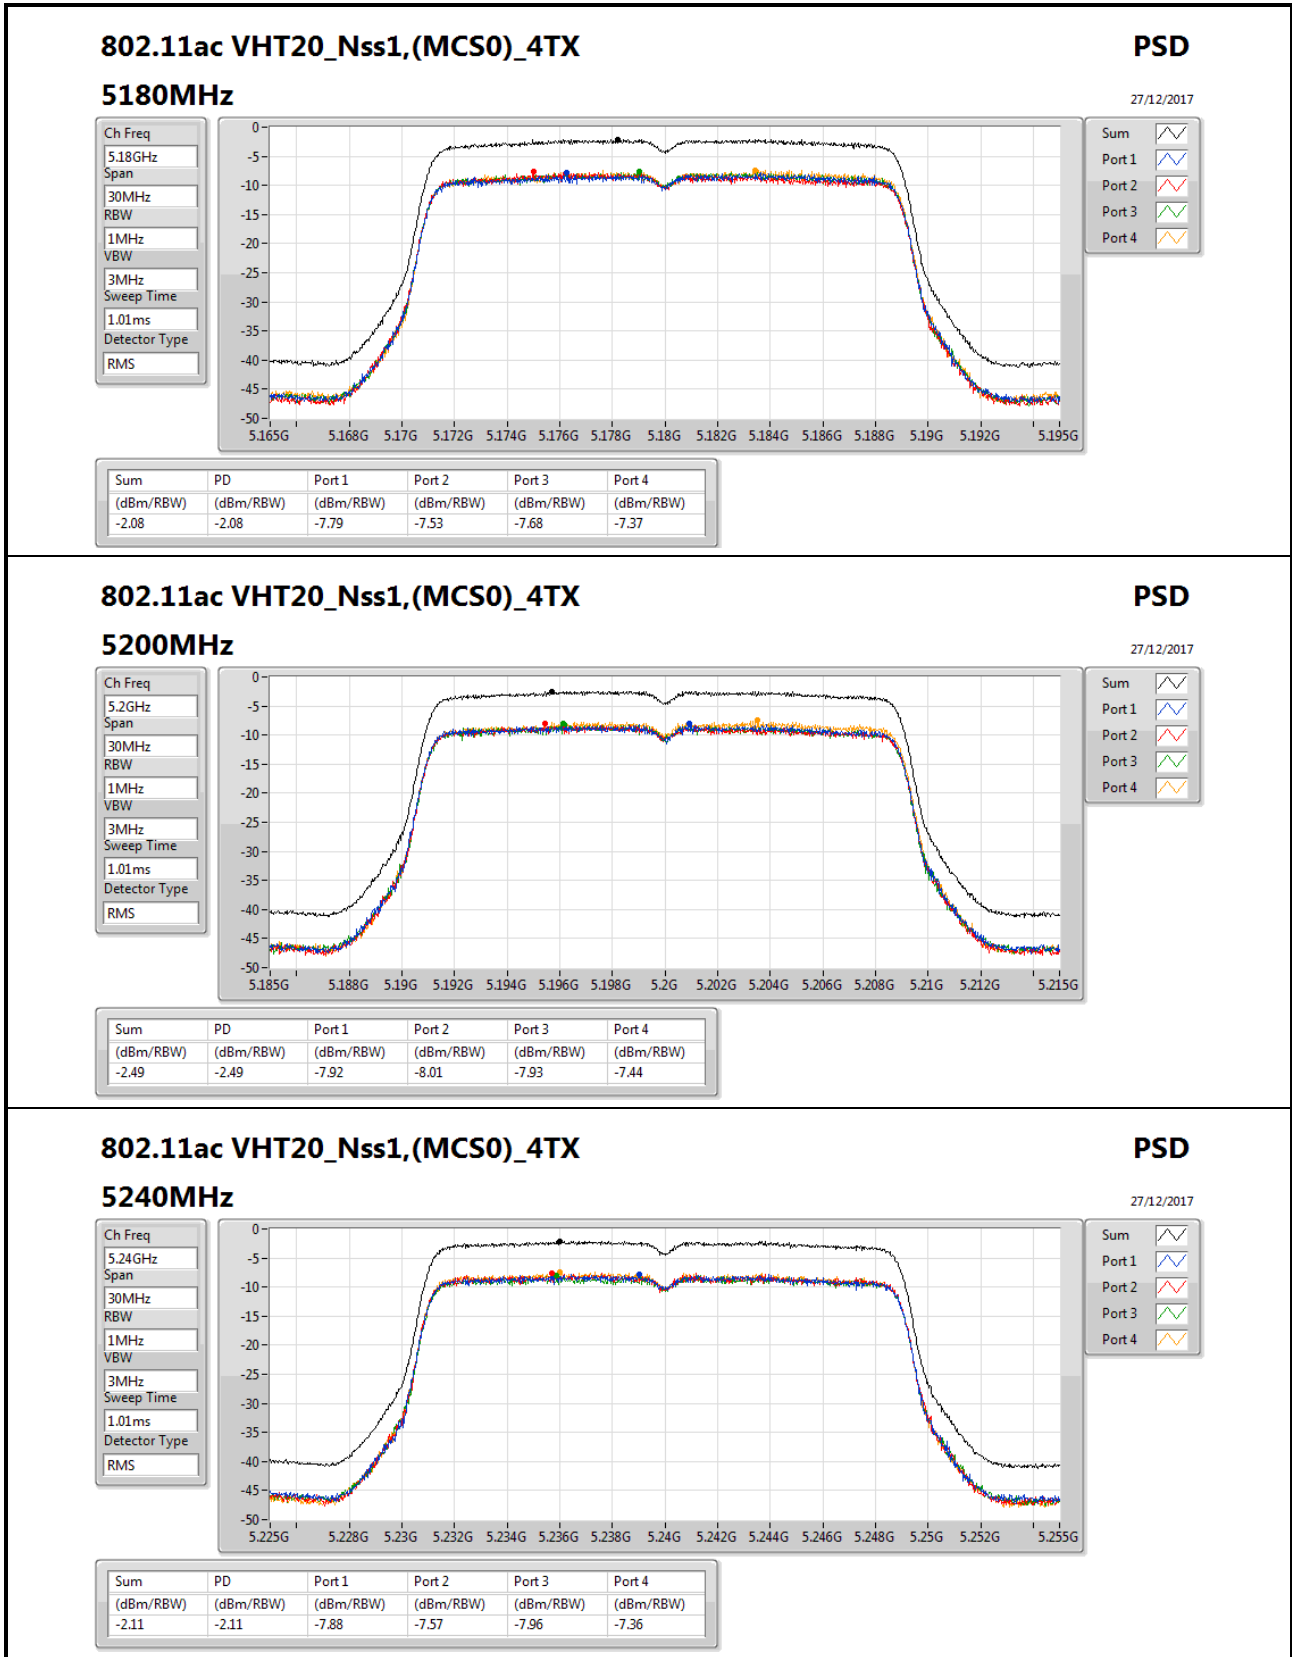 802.11ac VHT20_Nss1,(MCS0)_4TX PSD
5180MHz 27/12/2017
Ch Freq
5.18GHz
Span
30MHz
RBW
1MHz
VBW
3MHz
Sweep Time
1.01ms
Detector Type
RMS
0
-5
-10
-15
-20
-25
-30
-35
-40
-45
-50
5.165G 5.168G 5.17G 5.172G 5.174G 5.176G 5.178G 5.18G 5.182G 5.184G 5.186G 5.188G 5.19G 5.192G 5.195G
Sum
Port 1
Port 2
Port 3
Port 4
Sum PD Port 1 Port 2 Port 3 Port 4
(dBm/RBW) (dBm/RBW) (dBm/RBW) (dBm/RBW) (dBm/RBW) (dBm/RBW)
-2.08 -2.08 -7.79 -7.53 -7.68 -7.37
802.11ac VHT20_Nss1,(MCS0)_4TX PSD
5200MHz 27/12/2017
Ch Freq
5.2GHz
Span
30MHz
RBW
1MHz
VBW
3MHz
Sweep Time
1.01ms
Detector Type
RMS
0
-5
-10
-15
-20
-25
-30
-35
-40
-45
-50
5.185G 5.188G 5.19G 5.192G 5.194G 5.196G 5.198G 5.2G 5.202G 5.204G 5.206G 5.208G 5.21G 5.212G 5.215G
Sum
Port 1
Port 2
Port 3
Port 4
Sum PD Port 1 Port 2 Port 3 Port 4
(dBm/RBW) (dBm/RBW) (dBm/RBW) (dBm/RBW) (dBm/RBW) (dBm/RBW)
-2.49 -2.49 -7.92 -8.01 -7.93 -7.44
802.11ac VHT20_Nss1,(MCS0)_4TX PSD
5240MHz 27/12/2017
Ch Freq
5.24GHz
Span
30MHz
RBW
1MHz
VBW
3MHz
Sweep Time
1.01ms
Detector Type
RMS
0
-5
-10
-15
-20
-25
-30
-35
-40
-45
-50
5.225G 5.228G 5.23G 5.232G 5.234G 5.236G 5.238G 5.24G 5.242G 5.244G 5.246G 5.248G 5.25G 5.252G 5.255G
Sum
Port 1
Port 2
Port 3
Port 4
Sum PD Port 1 Port 2 Port 3 Port 4
(dBm/RBW) (dBm/RBW) (dBm/RBW) (dBm/RBW) (dBm/RBW) (dBm/RBW)
-2.11 -2.11 -7.88 -7.57 -7.96 -7.36